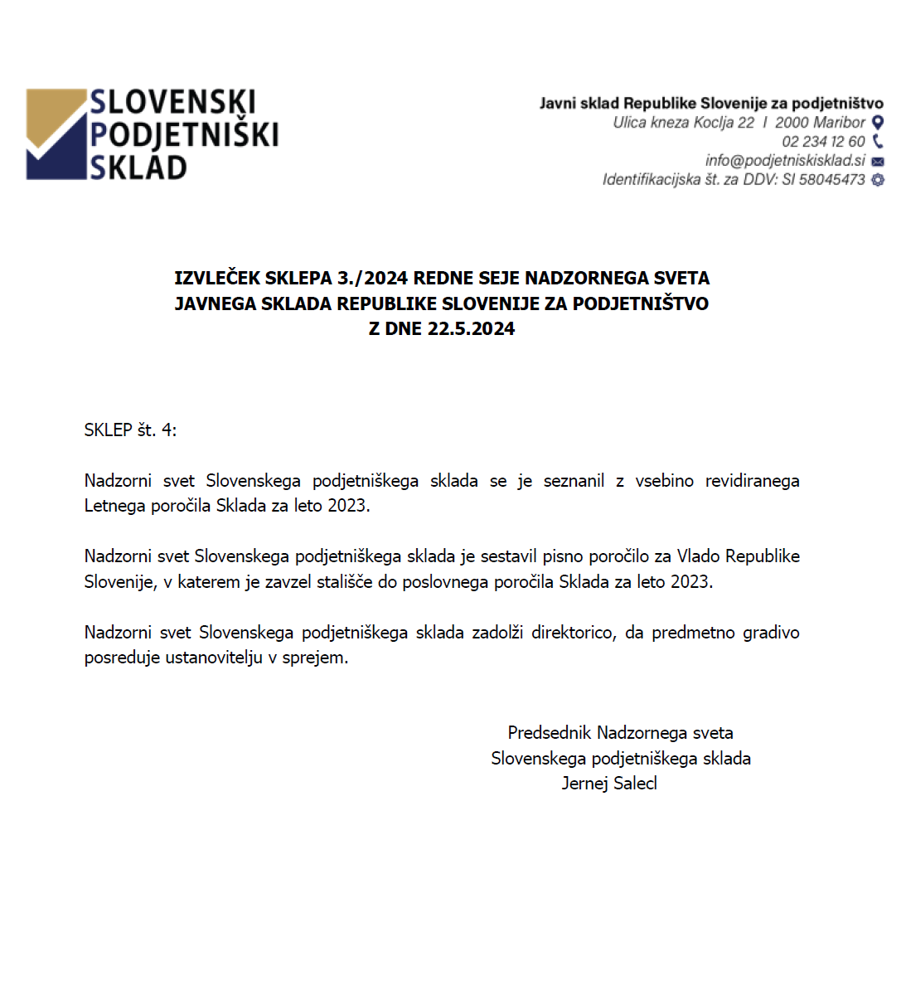 SLOVENSKI
PODJETNIŠKI
SKLAD
Javni sklad Republike Slovenije za podjetništvo
Ulica kneza Koclja 22 I 2000 Maribor
02 234 12 60
info@podjetniskisklad.si
Identifikacijska št. za DDV: SI 58045473
IZVLEČEK SKLEPA 3./2024 REDNE SEJE NADZORNEGA SVETA
JAVNEGA SKLADA REPUBLIKE SLOVENIJE ZA PODJETNIŠTVO
Z DNE 22.5.2024
SKLEP št. 4:
Nadzorni svet Slovenskega podjetniškega sklada se je seznanil z vsebino revidiranega
Letnega poročila Sklada za leto 2023.
Nadzorni svet Slovenskega podjetniškega sklada je sestavil pisno poročilo za Vlado Republike
Slovenije, v katerem je zavzel stališče do poslovnega poročila Sklada za leto 2023.
Nadzorni svet Slovenskega podjetniškega sklada zadolži direktorico, da predmetno gradivo
posreduje ustanovitelju v sprejem.
Predsednik Nadzornega sveta
Slovenskega podjetniškega sklada
Jernej Salecl